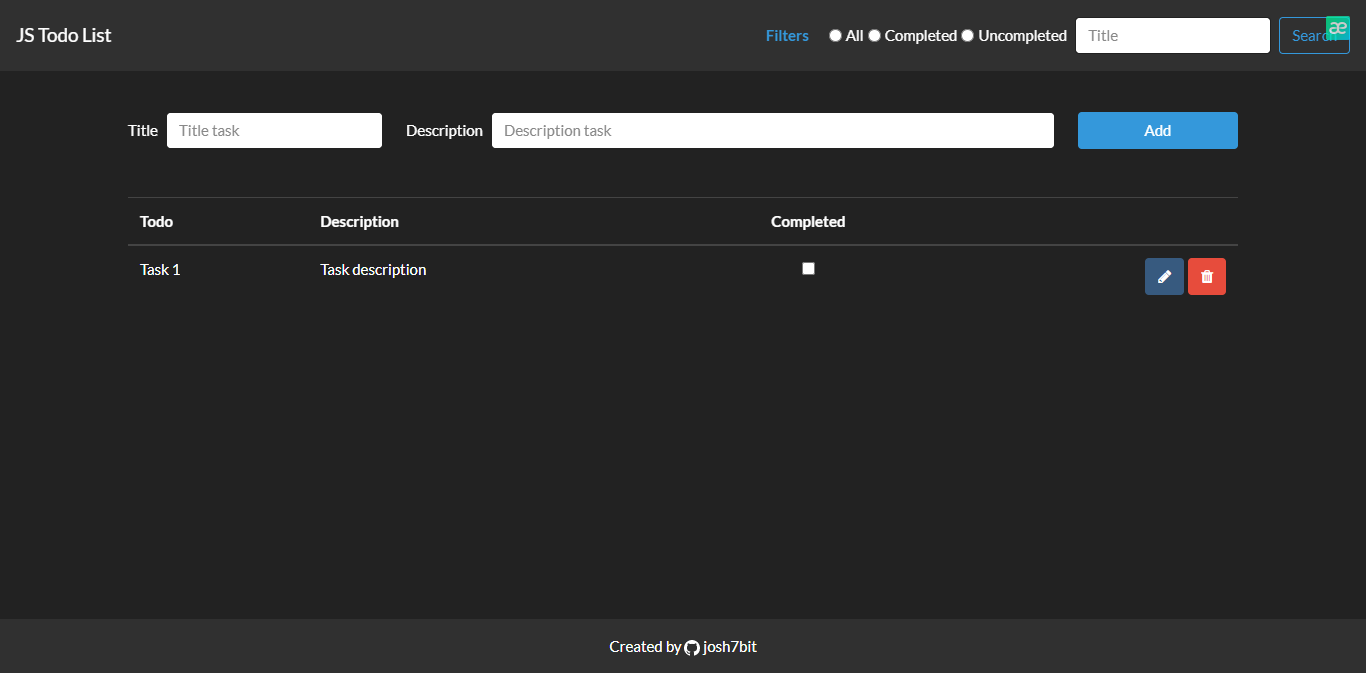 JS Todo List
Filters All Completed Uncompleted Title Search
Title Title task Description Description task Add
Todo Description Completed
Task 1 Task description
Created by josh7bit